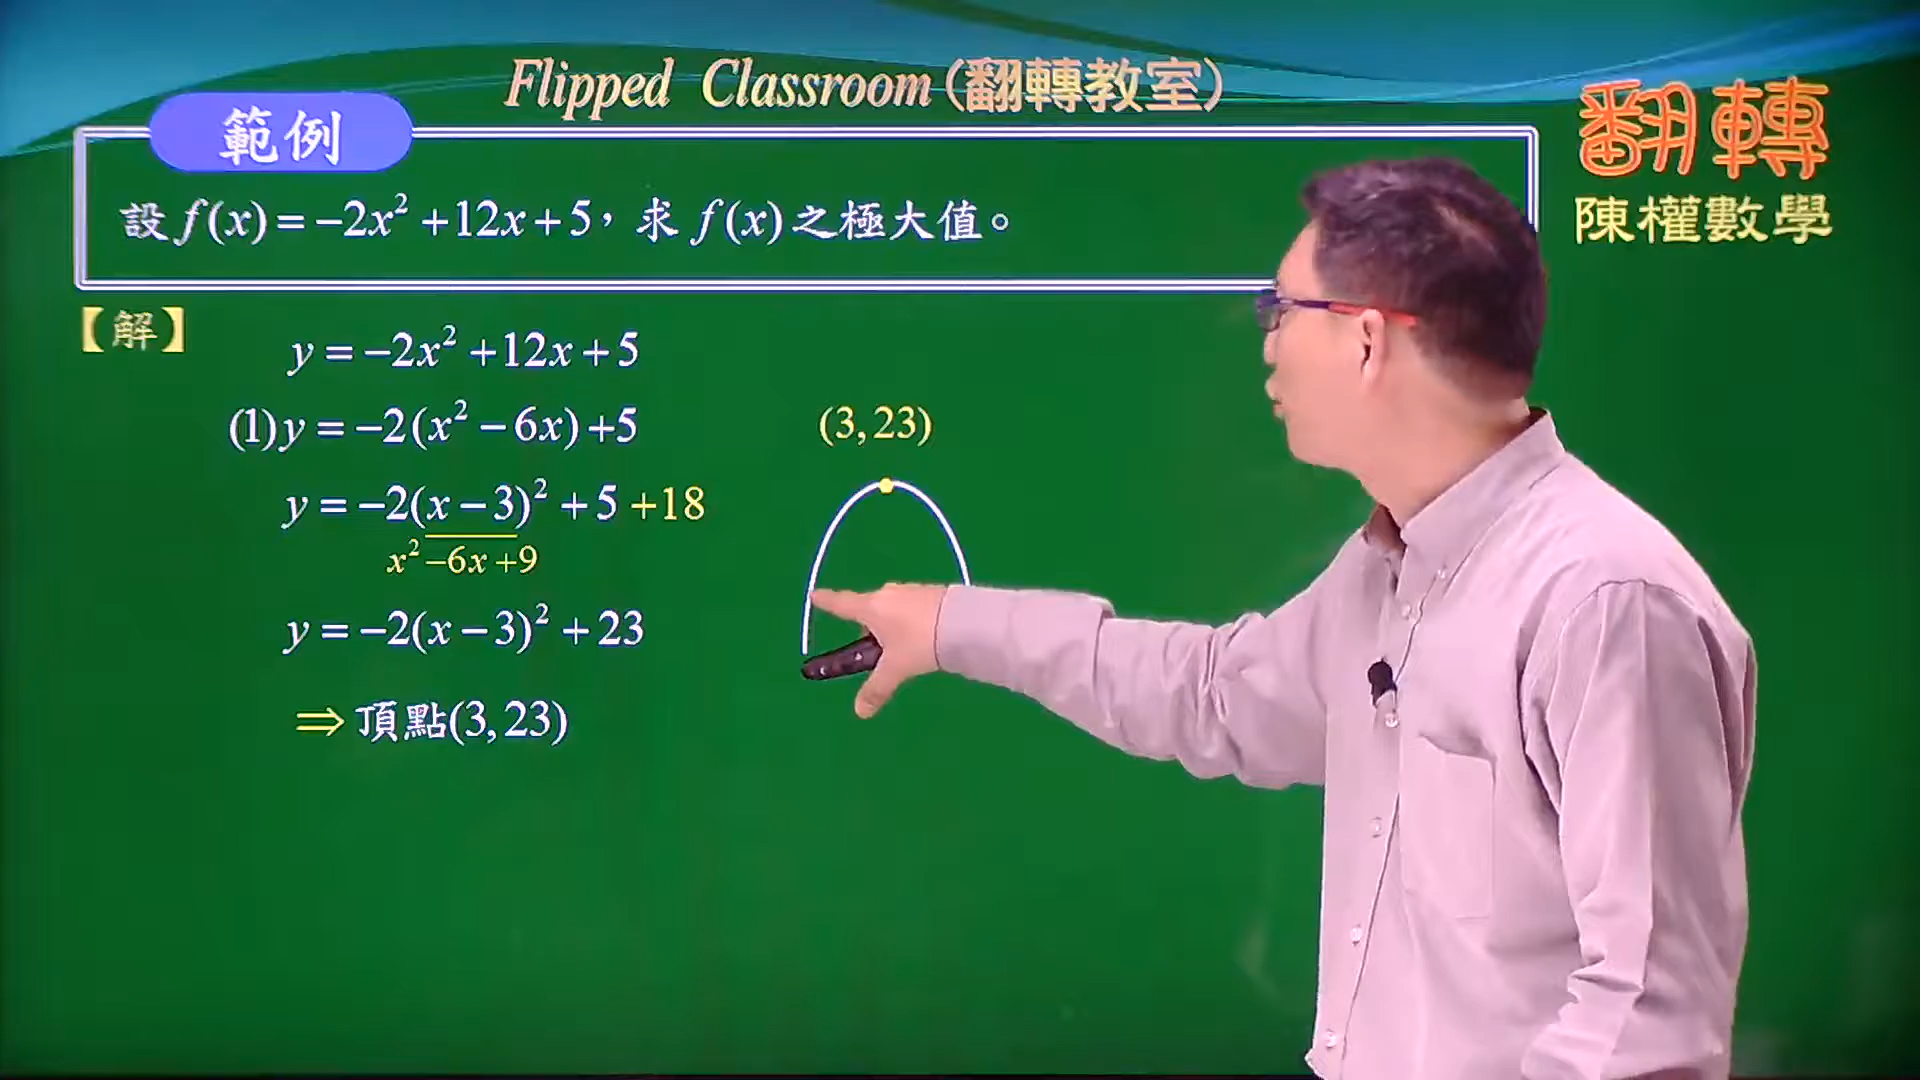 Flipped Classroom(翻轉教室)
範例
翻轉
陳權數學
設f(x)=-2x²+12x+5,求f(x)之極大值。
【解】
y=-2x²+12x+5
(1)y=-2(x²-6x)+5
(3,23)
y=-2(x-3)²+5+18
x²-6x+9
y=-2(x-3)²+23
⇒頂點(3,23)